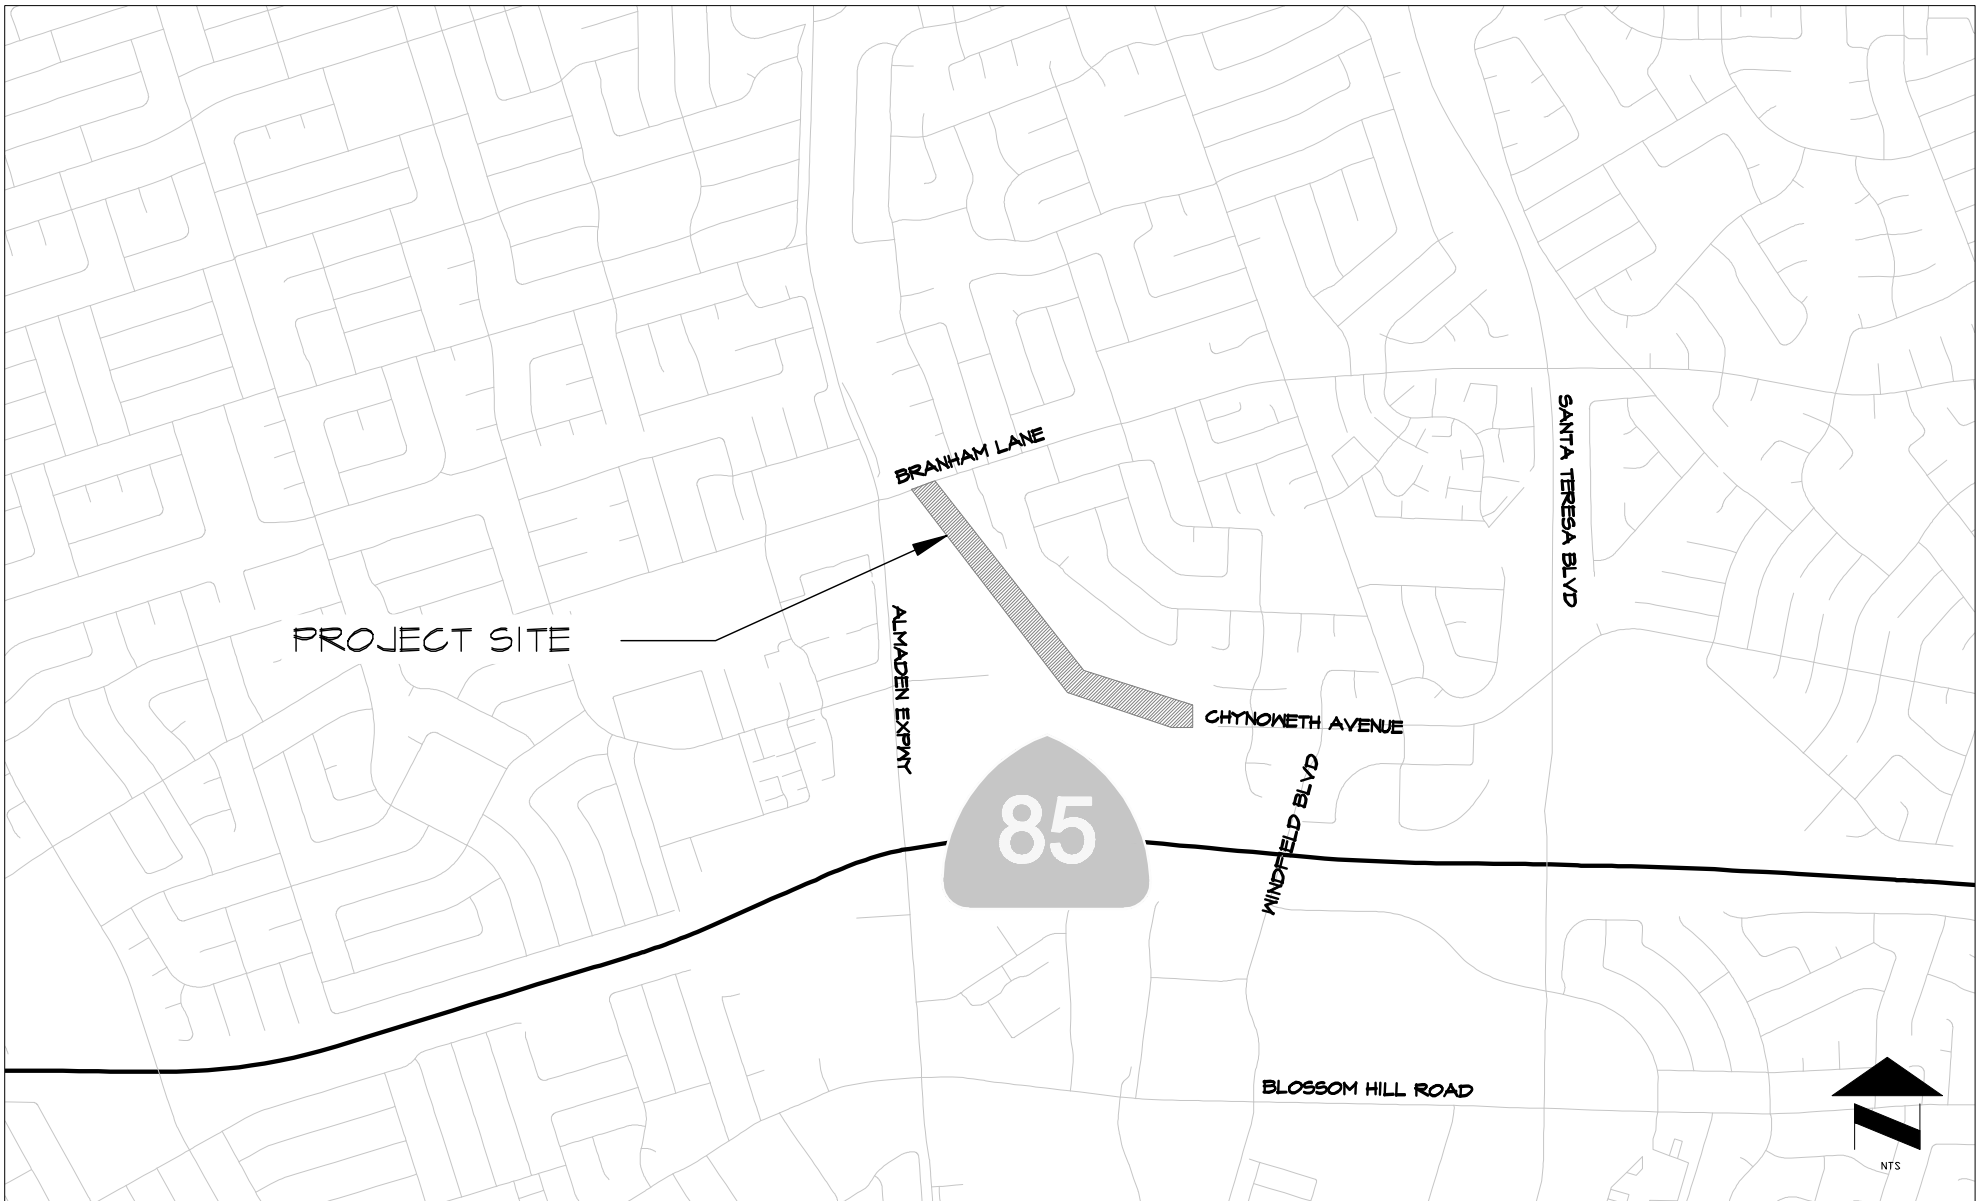 BRANHAM LANE
SANTA TERESA BLVD
PROJECT SITE
ALMADEN EXPWY
CHYNOWETH AVENUE
WINDFIELD BLVD
85
BLOSSOM HILL ROAD
NTS